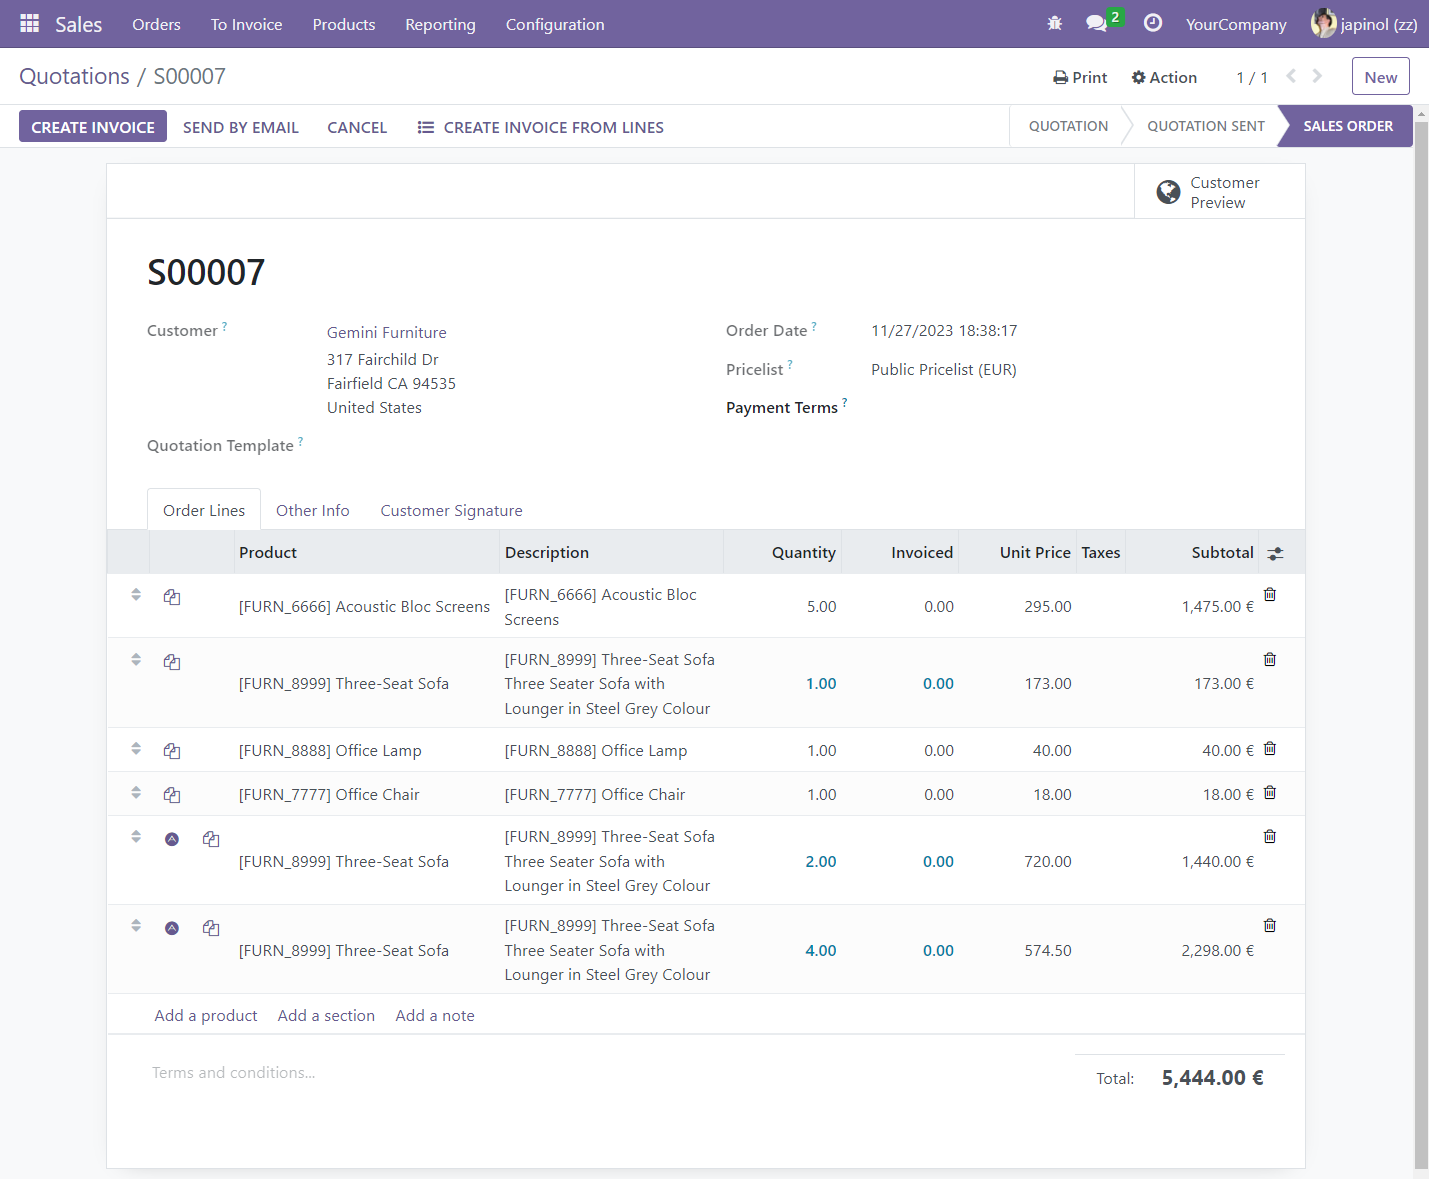 Sales Orders To Invoice Products Reporting Configuration 2 YourCompany japinol (zz)
Quotations / S00007 Print Action 1 / 1 New
CREATE INVOICE SEND BY EMAIL CANCEL CREATE INVOICE FROM LINES QUOTATION QUOTATION SENT SALES ORDER
Customer
Preview
S00007
Customer ? Gemini Furniture Order Date ? 11/27/2023 18:38:17
317 Fairchild Dr
Fairfield CA 94535
United States
Pricelist ? Public Pricelist (EUR)
Payment Terms ?
Quotation Template ?
Order Lines Other Info Customer Signature
Product Description Quantity Invoiced Unit Price Taxes Subtotal
[FURN_6666] Acoustic Bloc Screens [FURN_6666] Acoustic Bloc
Screens 5.00 0.00 295.00 1,475.00 €
[FURN_8999] Three-Seat Sofa [FURN_8999] Three-Seat Sofa
Three Seater Sofa with
Lounger in Steel Grey Colour 1.00 0.00 173.00 173.00 €
[FURN_8888] Office Lamp [FURN_8888] Office Lamp 1.00 0.00 40.00 40.00 €
[FURN_7777] Office Chair [FURN_7777] Office Chair 1.00 0.00 18.00 18.00 €
[FURN_8999] Three-Seat Sofa [FURN_8999] Three-Seat Sofa
Three Seater Sofa with
Lounger in Steel Grey Colour 2.00 0.00 720.00 1,440.00 €
[FURN_8999] Three-Seat Sofa [FURN_8999] Three-Seat Sofa
Three Seater Sofa with
Lounger in Steel Grey Colour 4.00 0.00 574.50 2,298.00 €
Add a product Add a section Add a note
Terms and conditions... Total: 5,444.00 €